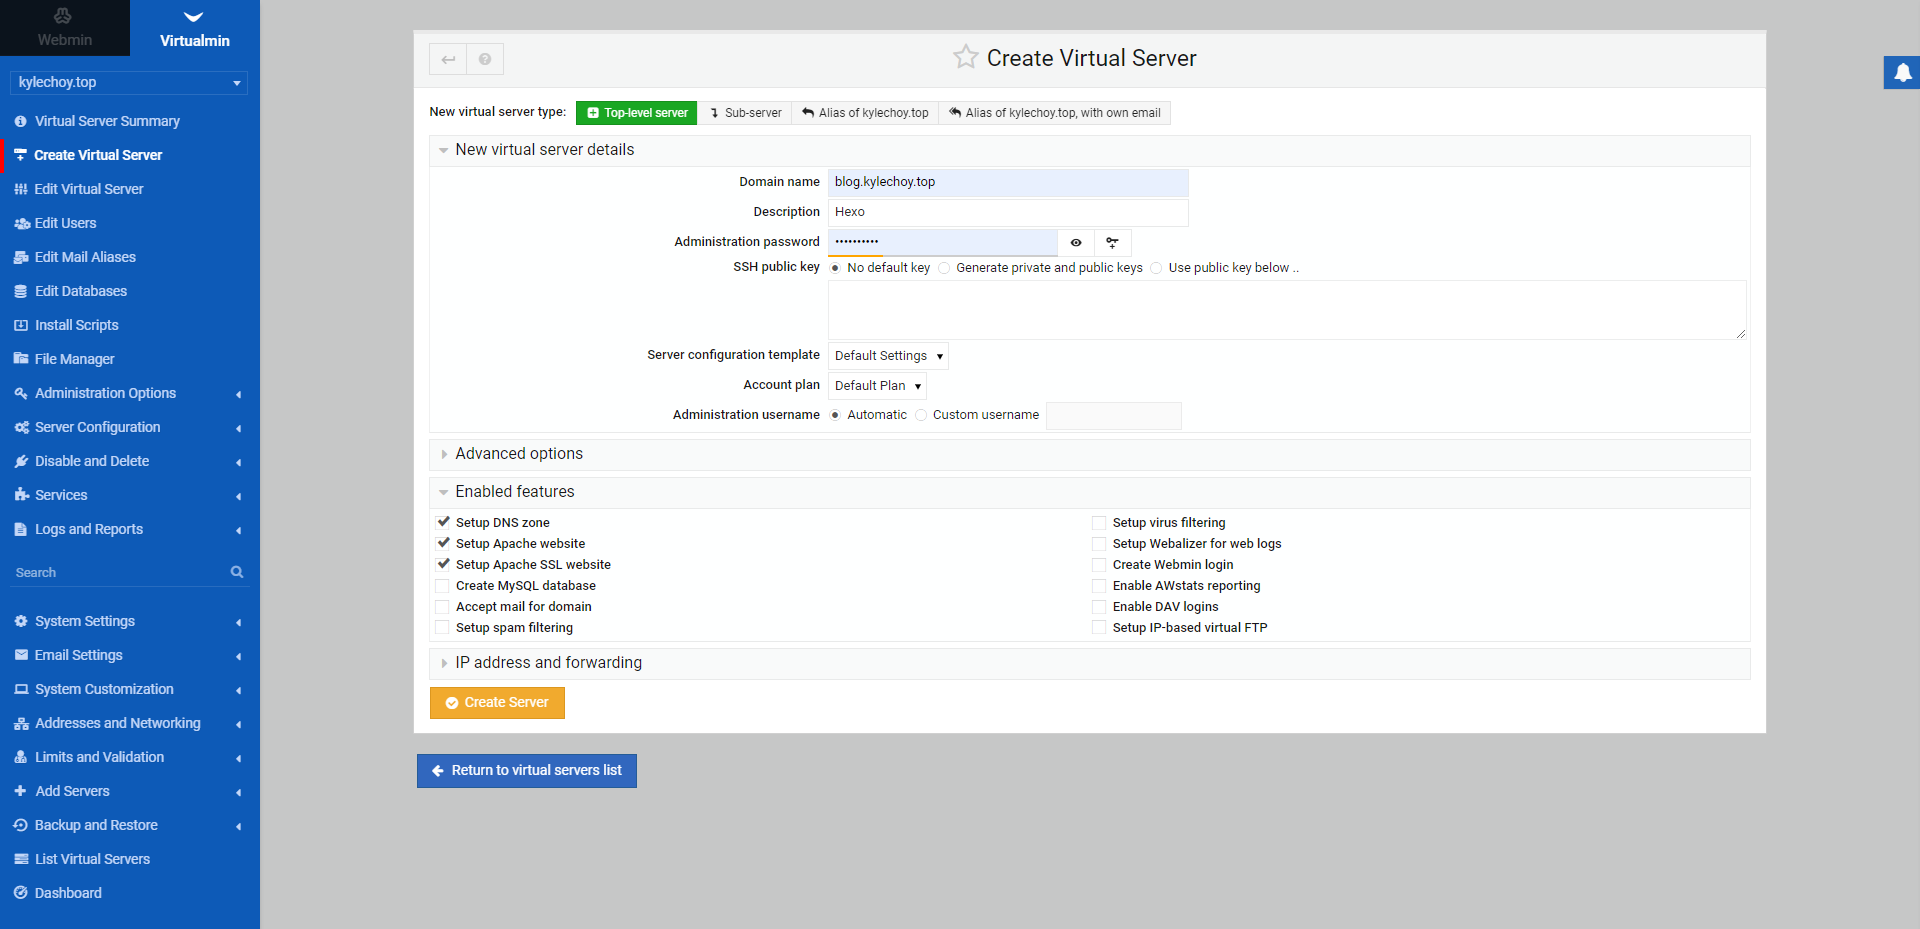 Webmin
Virtualmin
kylechoy.top
Virtual Server Summary
Create Virtual Server
Edit Virtual Server
Edit Users
Edit Mail Aliases
Edit Databases
Install Scripts
File Manager
Administration Options
Server Configuration
Disable and Delete
Services
Logs and Reports
Search
System Settings
Email Settings
System Customization
Addresses and Networking
Limits and Validation
Add Servers
Backup and Restore
List Virtual Servers
Dashboard
Create Virtual Server
New virtual server type: Top-level server Sub-server Alias of kylechoy.top Alias of kylechoy.top, with own email
New virtual server details
Domain name blog.kylechoy.top
Description Hexo
Administration password ••••••••••
SSH public key No default key Generate private and public keys Use public key below ..
Server configuration template Default Settings
Account plan Default Plan
Administration username Automatic Custom username
Advanced options
Enabled features
Setup DNS zone
Setup Apache website
Setup Apache SSL website
Create MySQL database
Accept mail for domain
Setup spam filtering
Setup virus filtering
Setup Webalizer for web logs
Create Webmin login
Enable AWstats reporting
Enable DAV logins
Setup IP-based virtual FTP
IP address and forwarding
Create Server
Return to virtual servers list